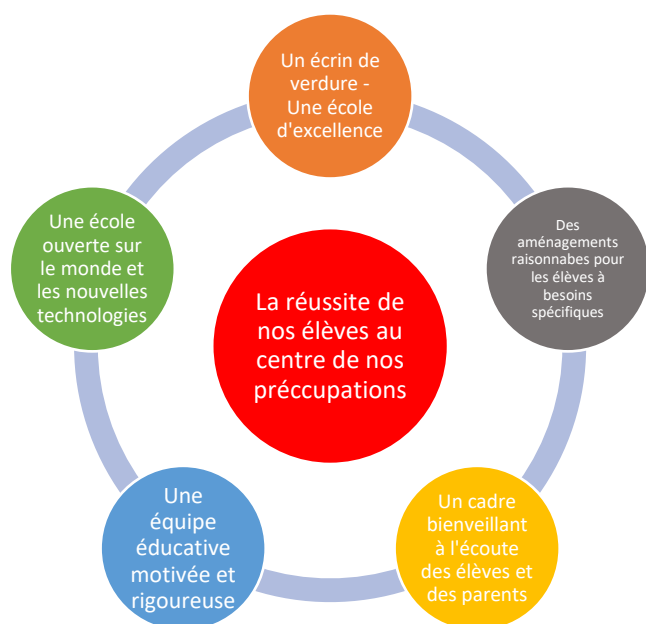 Un écrin de
verdure -
Une école
d'excellence
Des
aménagements
raisonnabes pour
les élèves à
besoins
spécifiques
Un cadre
bienveillant
à l'écoute
des élèves et
des parents
Une
équipe
éducative
motivée et
rigoureuse
Une école
ouverte sur
le monde et
les nouvelles
technologies
La réussite de
nos élèves au
centre de nos
préccupations